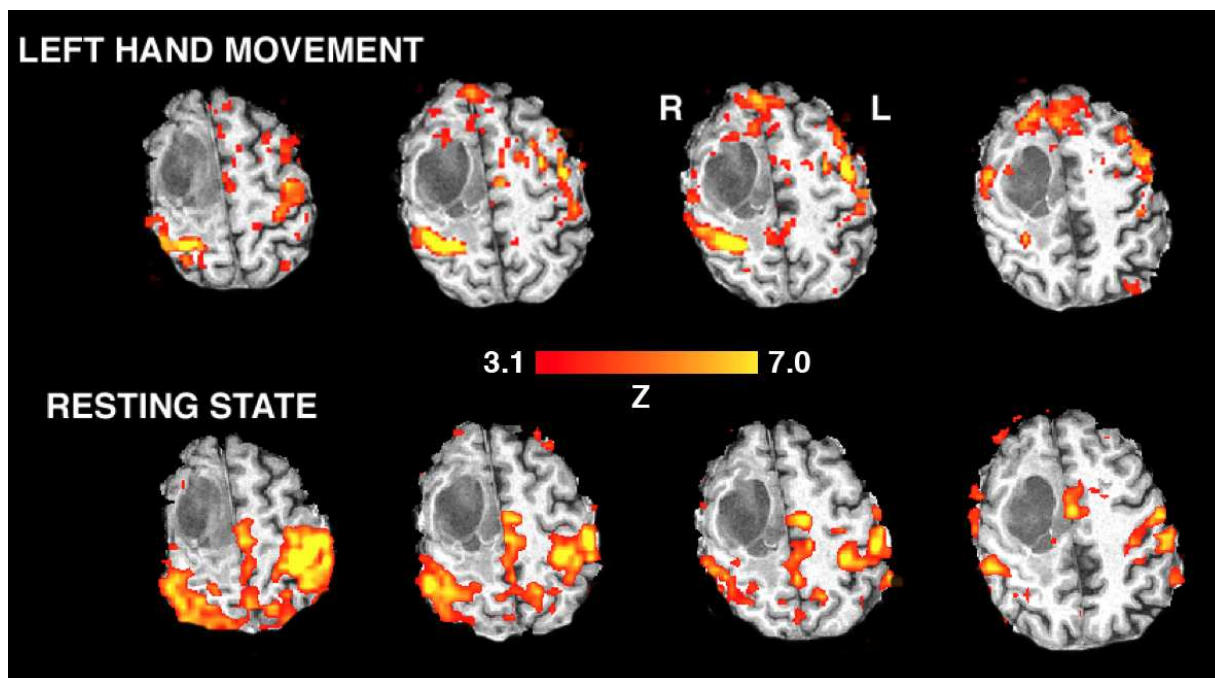 LEFT HAND MOVEMENT
R L
3.1 7.0
Z
RESTING STATE